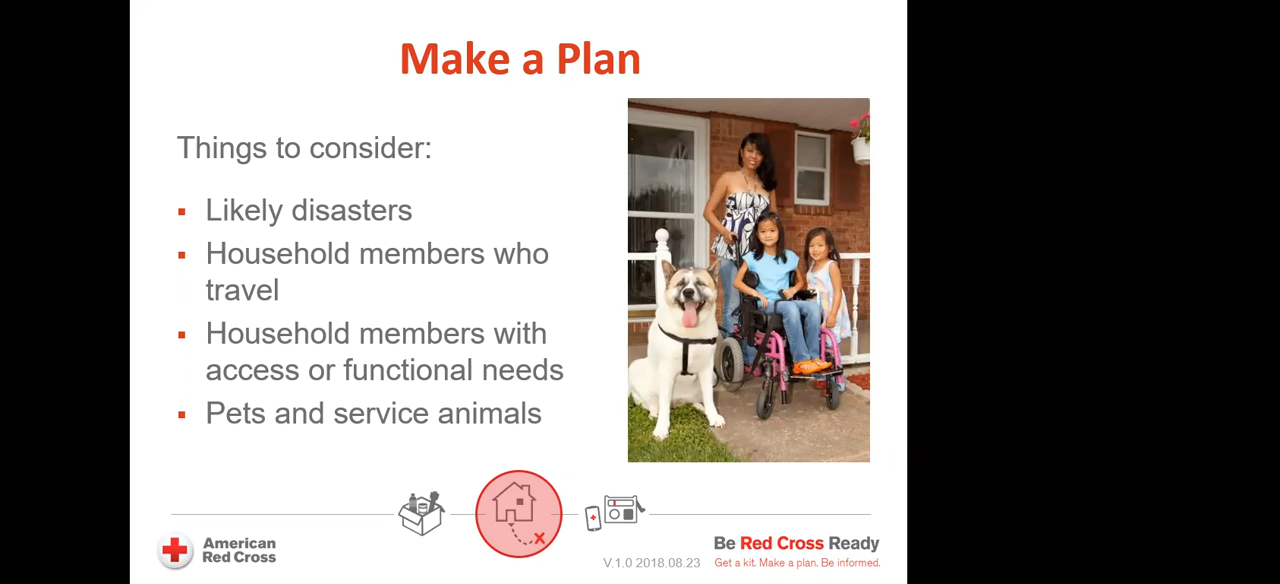 Make a Plan
Things to consider:
▪ Likely disasters
▪ Household members who
travel
▪ Household members with
access or functional needs
▪ Pets and service animals
American
Red Cross
V.1.0 2018.08.23
Be Red Cross Ready
Get a kit. Make a plan. Be informed.